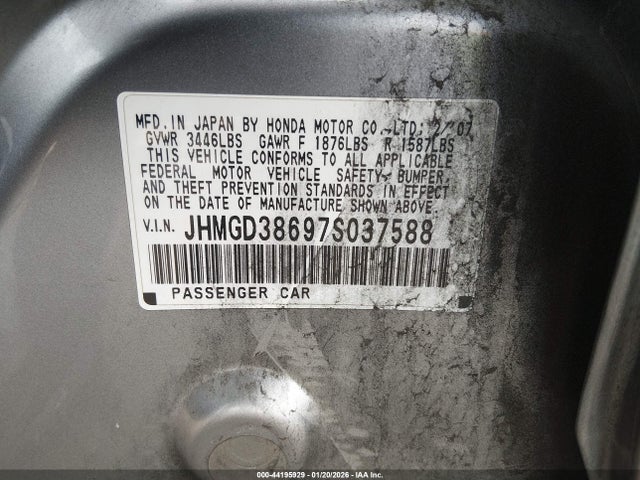 MFD. IN JAPAN BY HONDA MOTOR CO., LTD; 2/'07
GVWR 3446LBS GAWR F 1876LBS R 1587LBS
THIS VEHICLE CONFORMS TO ALL APPLICABLE
FEDERAL MOTOR VEHICLE SAFETY, BUMPER,
AND THEFT PREVENTION STANDARDS IN EFFECT
ON THE DATE OF MANUFACTURE SHOWN ABOVE.
V.I.N. JHMGD38697S037588
PASSENGER CAR
000-44195929 | 01/20/2026 | IAA Inc.